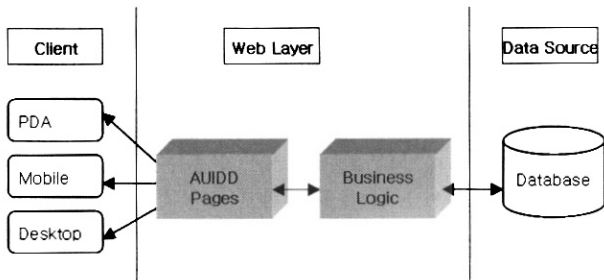 Client
Web Layer
Data Source
PDA
Mobile
Desktop
AUIDD
Pages
Business
Logic
Database